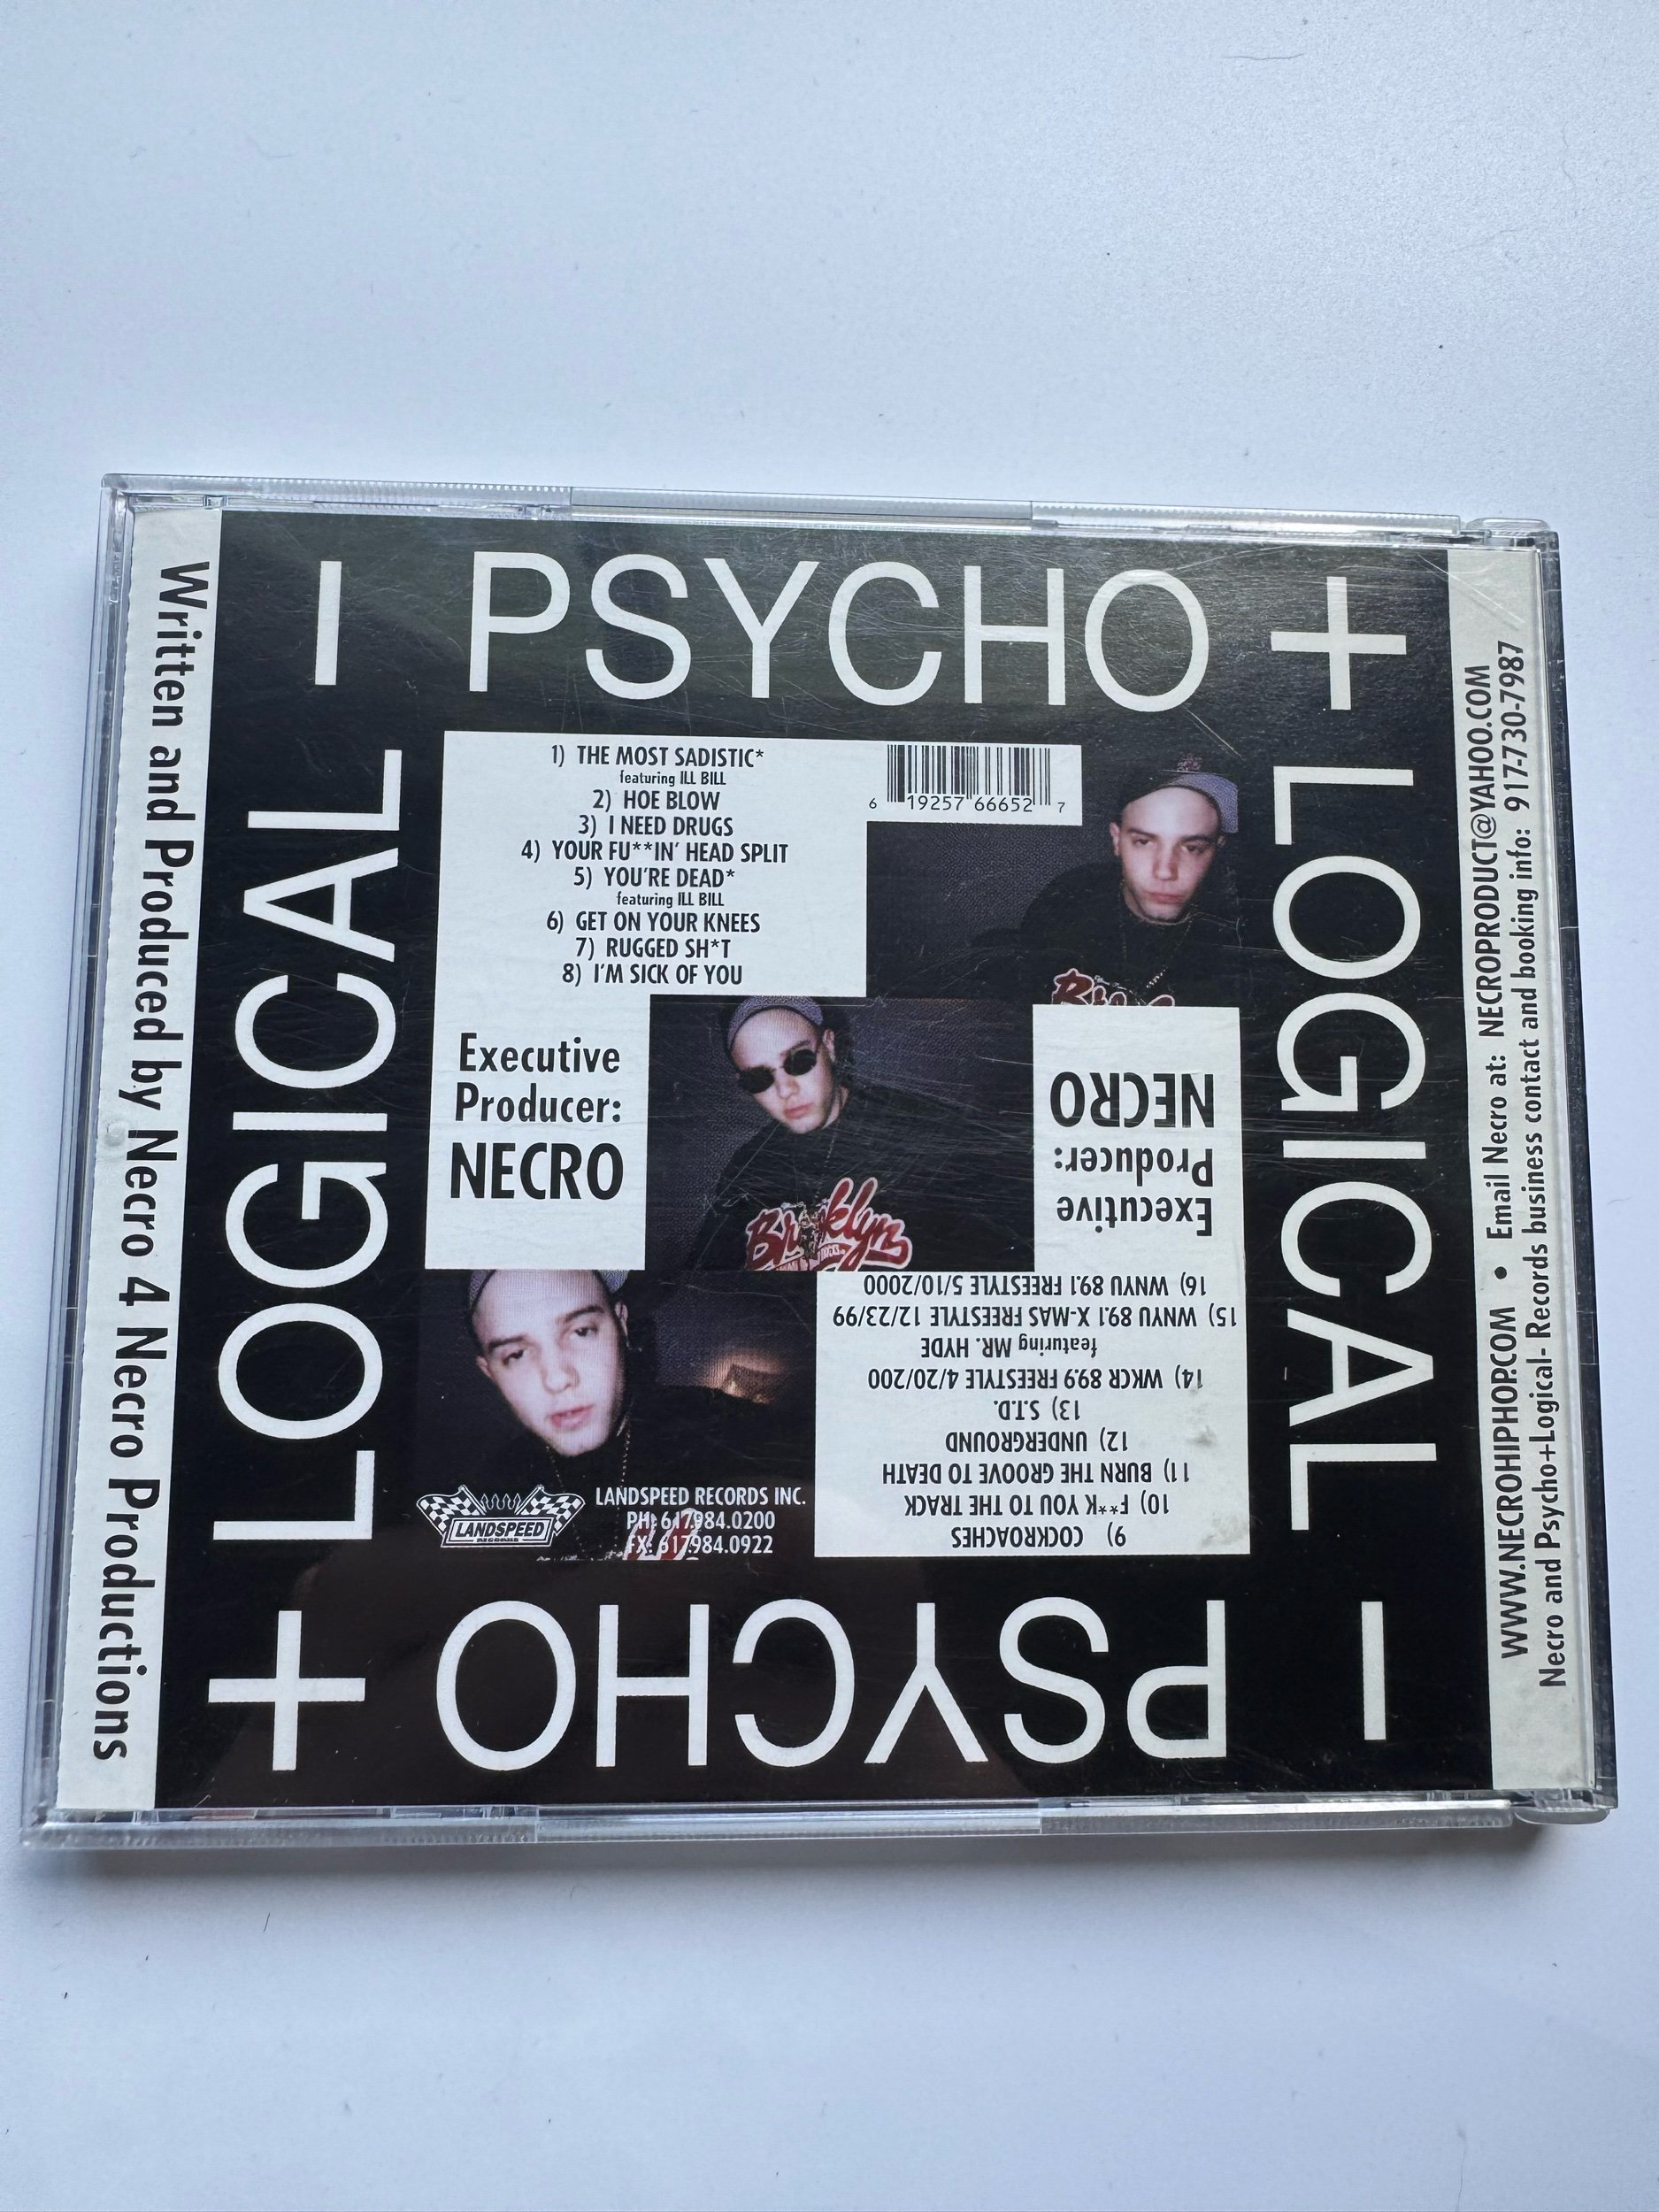 - PSYCHO +
LOGICAL
- PSYCHO +
LOGICAL
1) THE MOST SADISTIC*
featuring ILL BILL
2) HOE BLOW
3) I NEED DRUGS
4) YOUR FU**IN' HEAD SPLIT
5) YOU'RE DEAD*
featuring ILL BILL
6) GET ON YOUR KNEES
7) RUGGED SH*T
8) I'M SICK OF YOU
6 19257 66652 7
Executive
Producer:
NECRO
Brooklyn
Executive
Producer:
NECRO
9) COCKROACHES
10) F**K YOU TO THE TRACK
11) BURN THE GROOVE TO DEATH
12) UNDERGROUND
13) S.T.D.
14) WKCR 89.9 FREESTYLE 4/20/200
featuring MR. HYDE
15) WNYU 89.1 X-MAS FREESTYLE 12/23/99
16) WNYU 89.1 FREESTYLE 5/10/2000
LANDSPEED
RECORDS
LANDSPEED RECORDS INC.
PH: 617.984.0200
FX: 617.984.0922
Written and Produced by Necro 4 Necro Productions
WWW.NECROHIPHOP.COM • Email Necro at: NECROPRODUCT@YAHOO.COM
Necro and Psycho+Logical- Records business contact and booking info: 917-730-7987